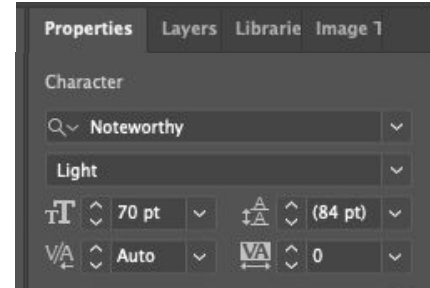 Properties Layers Librarie Image T
Character
Noteworthy
Light
70 pt (84 pt)
Auto 0